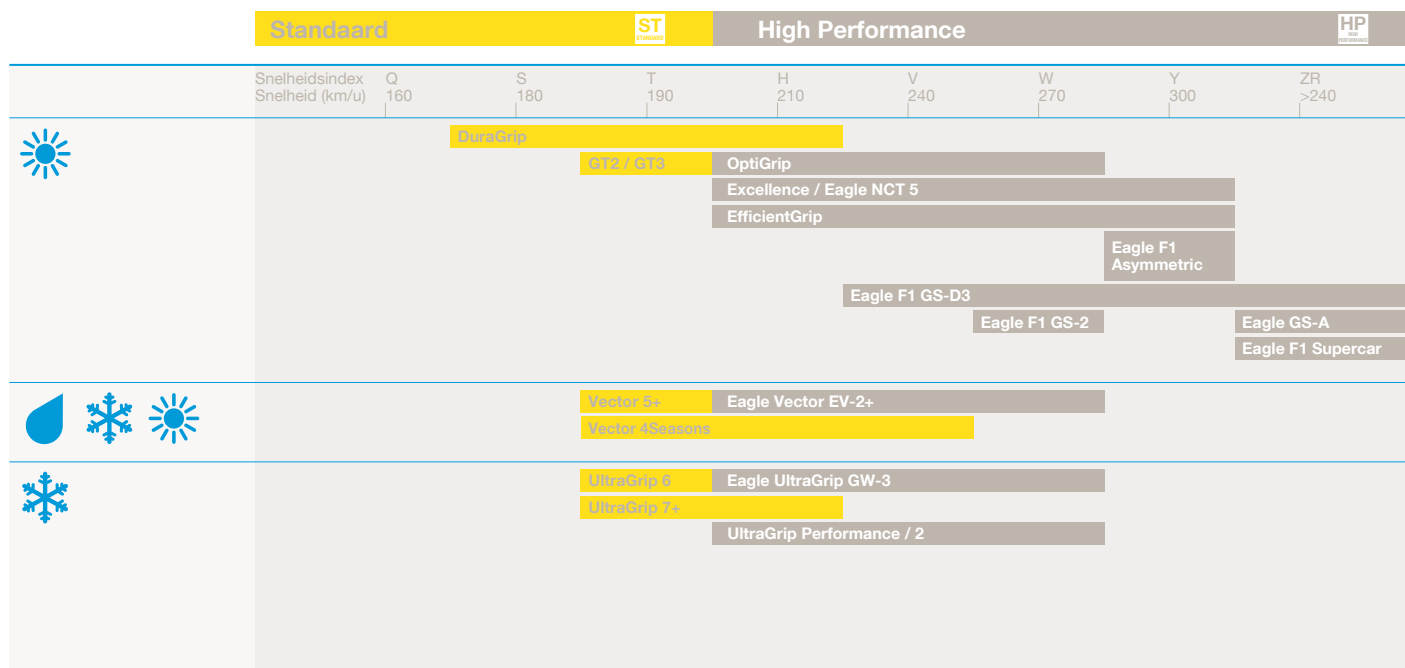 Standaard ST High Performance HP
STANDARD HIGH
PERFORMANCE
Snelheidsindex Q S T H V W Y ZR
Snelheid (km/u) 160 180 190 210 240 270 300 >240
DuraGrip
GT2 / GT3 OptiGrip
Excellence / Eagle NCT 5
EfficientGrip
Eagle F1
Asymmetric
Eagle F1 GS-D3
Eagle F1 GS-2 Eagle GS-A
Eagle F1 Supercar
Vector 5+ Eagle Vector EV-2+
Vector 4Seasons
UltraGrip 6 Eagle UltraGrip GW-3
UltraGrip 7+
UltraGrip Performance / 2